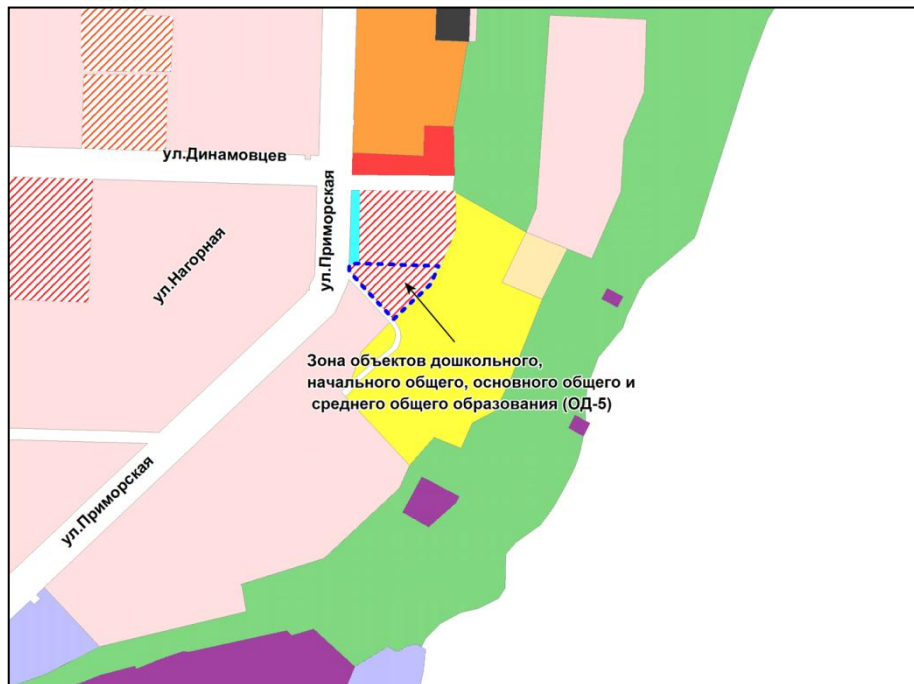 ул.Динамовцев
ул.Приморская
ул.Нагорная
Зона объектов дошкольного,
начального общего, основного общего и
среднего общего образования (ОД-5)
ул.Приморская